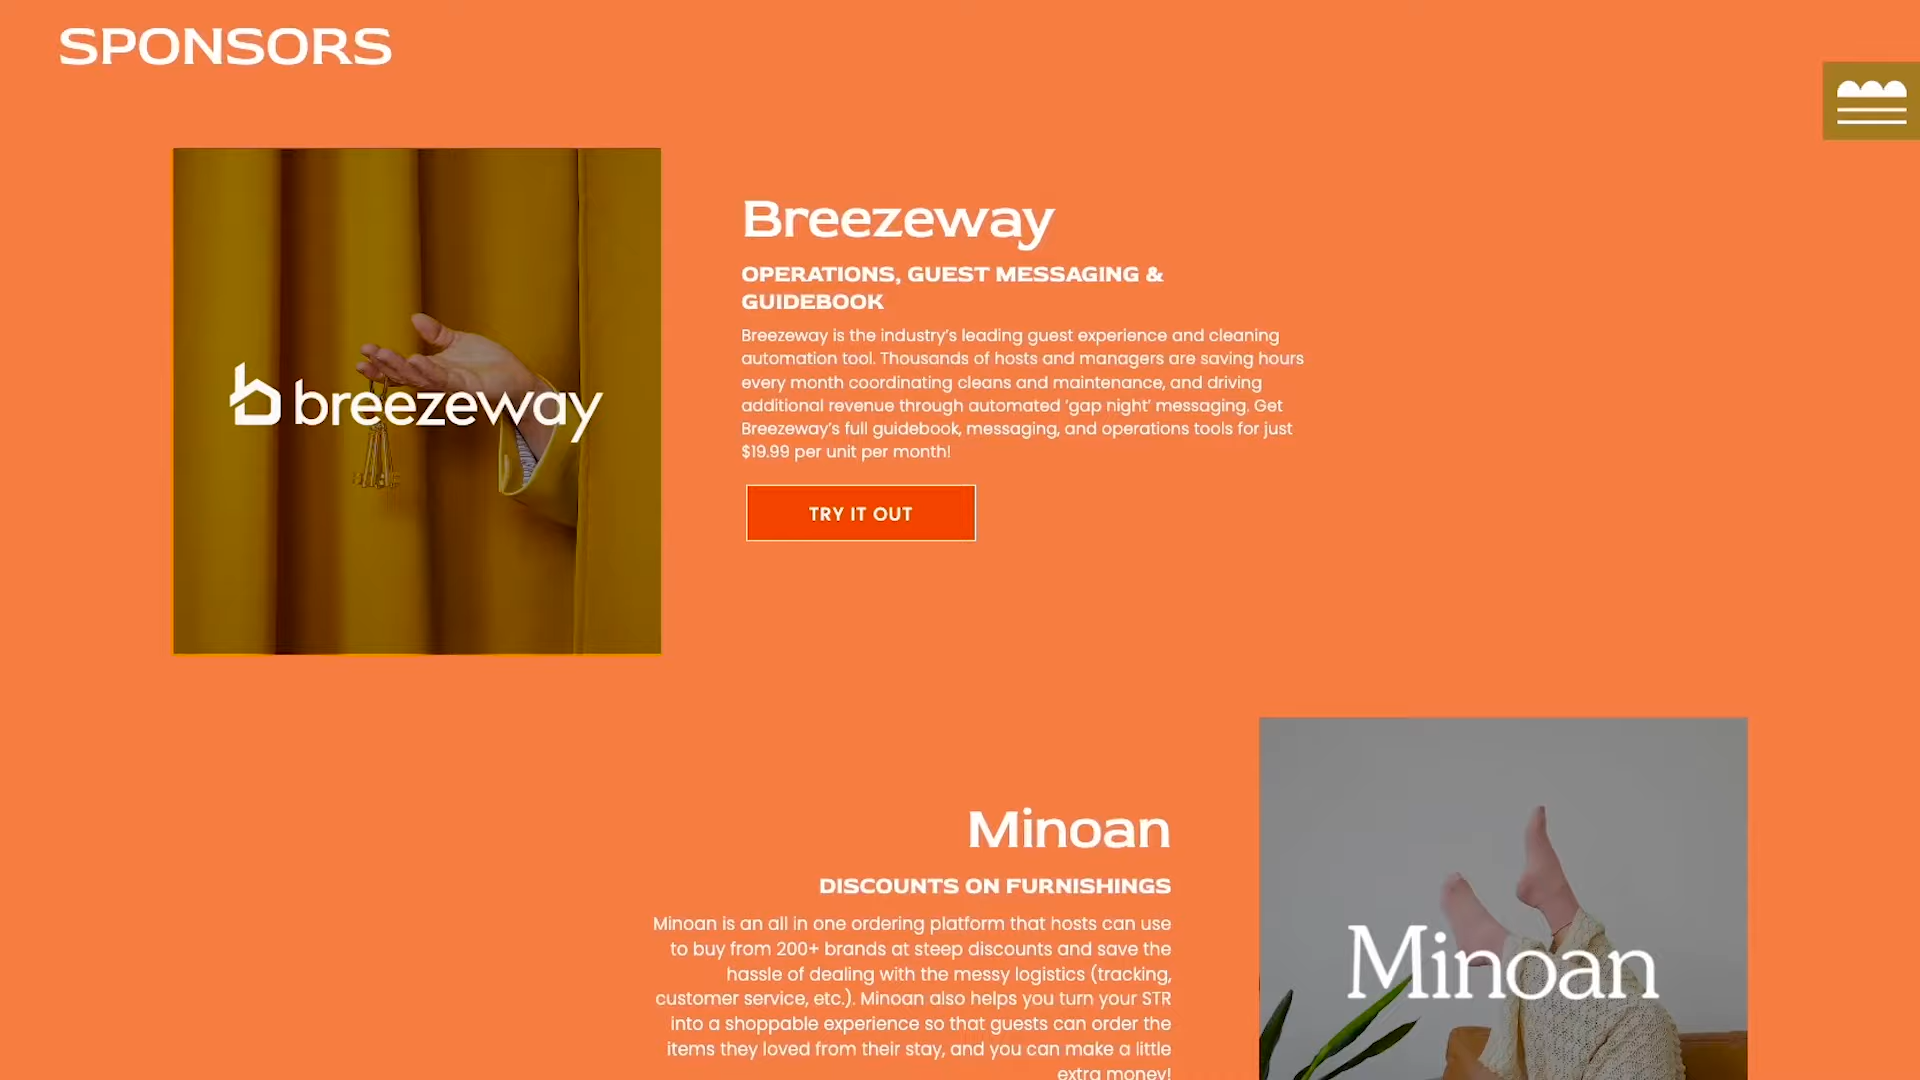 SPONSORS
breezeway
Breezeway
OPERATIONS, GUEST MESSAGING &
GUIDEBOOK
Breezeway is the industry’s leading guest experience and cleaning
automation tool. Thousands of hosts and managers are saving hours
every month coordinating cleans and maintenance, and driving
additional revenue through automated ‘gap night’ messaging. Get
Breezeway’s full guidebook, messaging, and operations tools for just
$19.99 per unit per month!
TRY IT OUT
Minoan
DISCOUNTS ON FURNISHINGS
Minoan is an all in one ordering platform that hosts can use
to buy from 200+ brands at steep discounts and save the
hassle of dealing with the messy logistics (tracking,
customer service, etc.). Minoan also helps you turn your STR
into a shoppable experience so that guests can order the
items they loved from their stay, and you can make a little
extra money!
Minoan